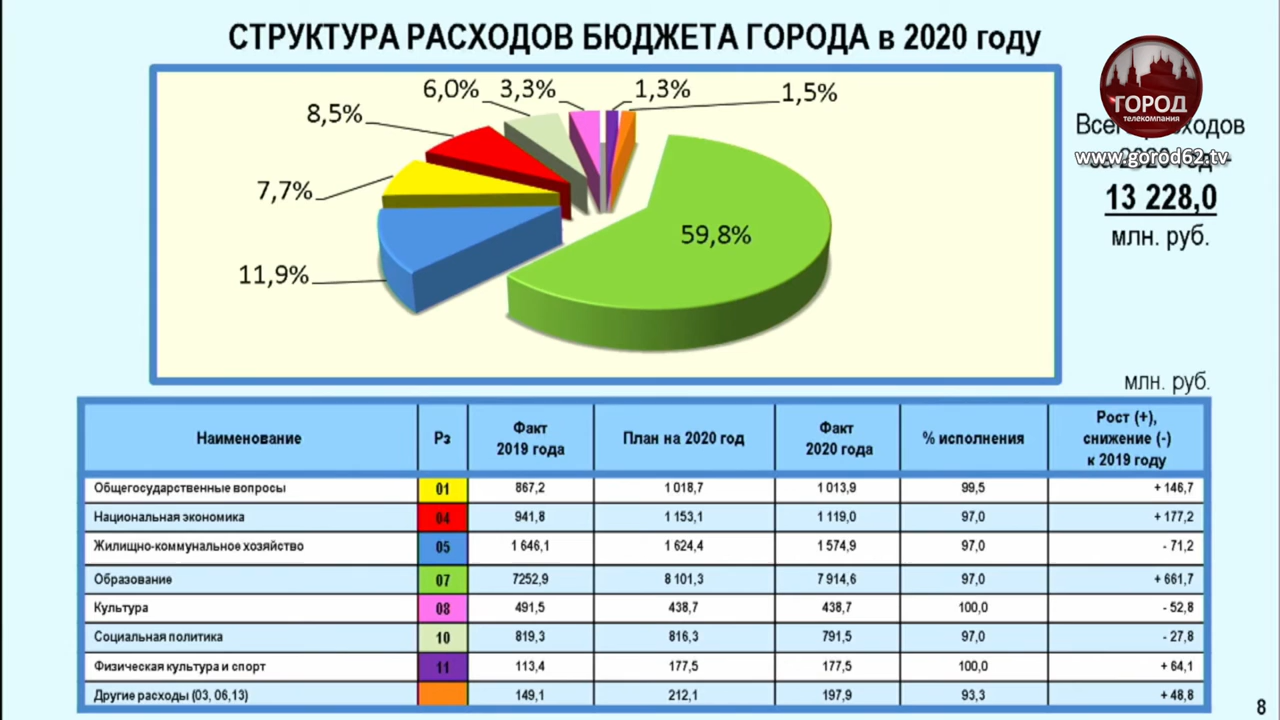 СТРУКТУРА РАСХОДОВ БЮДЖЕТА ГОРОДА в 2020 году
6,0% 3,3% 1,3% 1,5%
8,5%
7,7%
59,8%
11,9%
ГОРОД
телекомпания
www.gorod62.tv
2020
13 228,0
млн. руб.
млн. руб.
Наименование Рз Факт 2019 года План на 2020 год Факт 2020 года % исполнения Рост (+), снижение (-) к 2019 году
Общегосударственные вопросы 01 867,2 1 018,7 1 013,9 99,5 + 146,7
Национальная экономика 04 941,8 1 153,1 1 119,0 97,0 + 177,2
Жилищно-коммунальное хозяйство 05 1 646,1 1 624,4 1 574,9 97,0 - 71,2
Образование 07 7252,9 8 101,3 7 914,6 97,0 + 661,7
Культура 08 491,5 438,7 438,7 100,0 - 52,8
Социальная политика 10 819,3 816,3 791,5 97,0 - 27,8
Физическая культура и спорт 11 113,4 177,5 177,5 100,0 + 64,1
Другие расходы (03, 06,13) 149,1 212,1 197,9 93,3 + 48,8
8